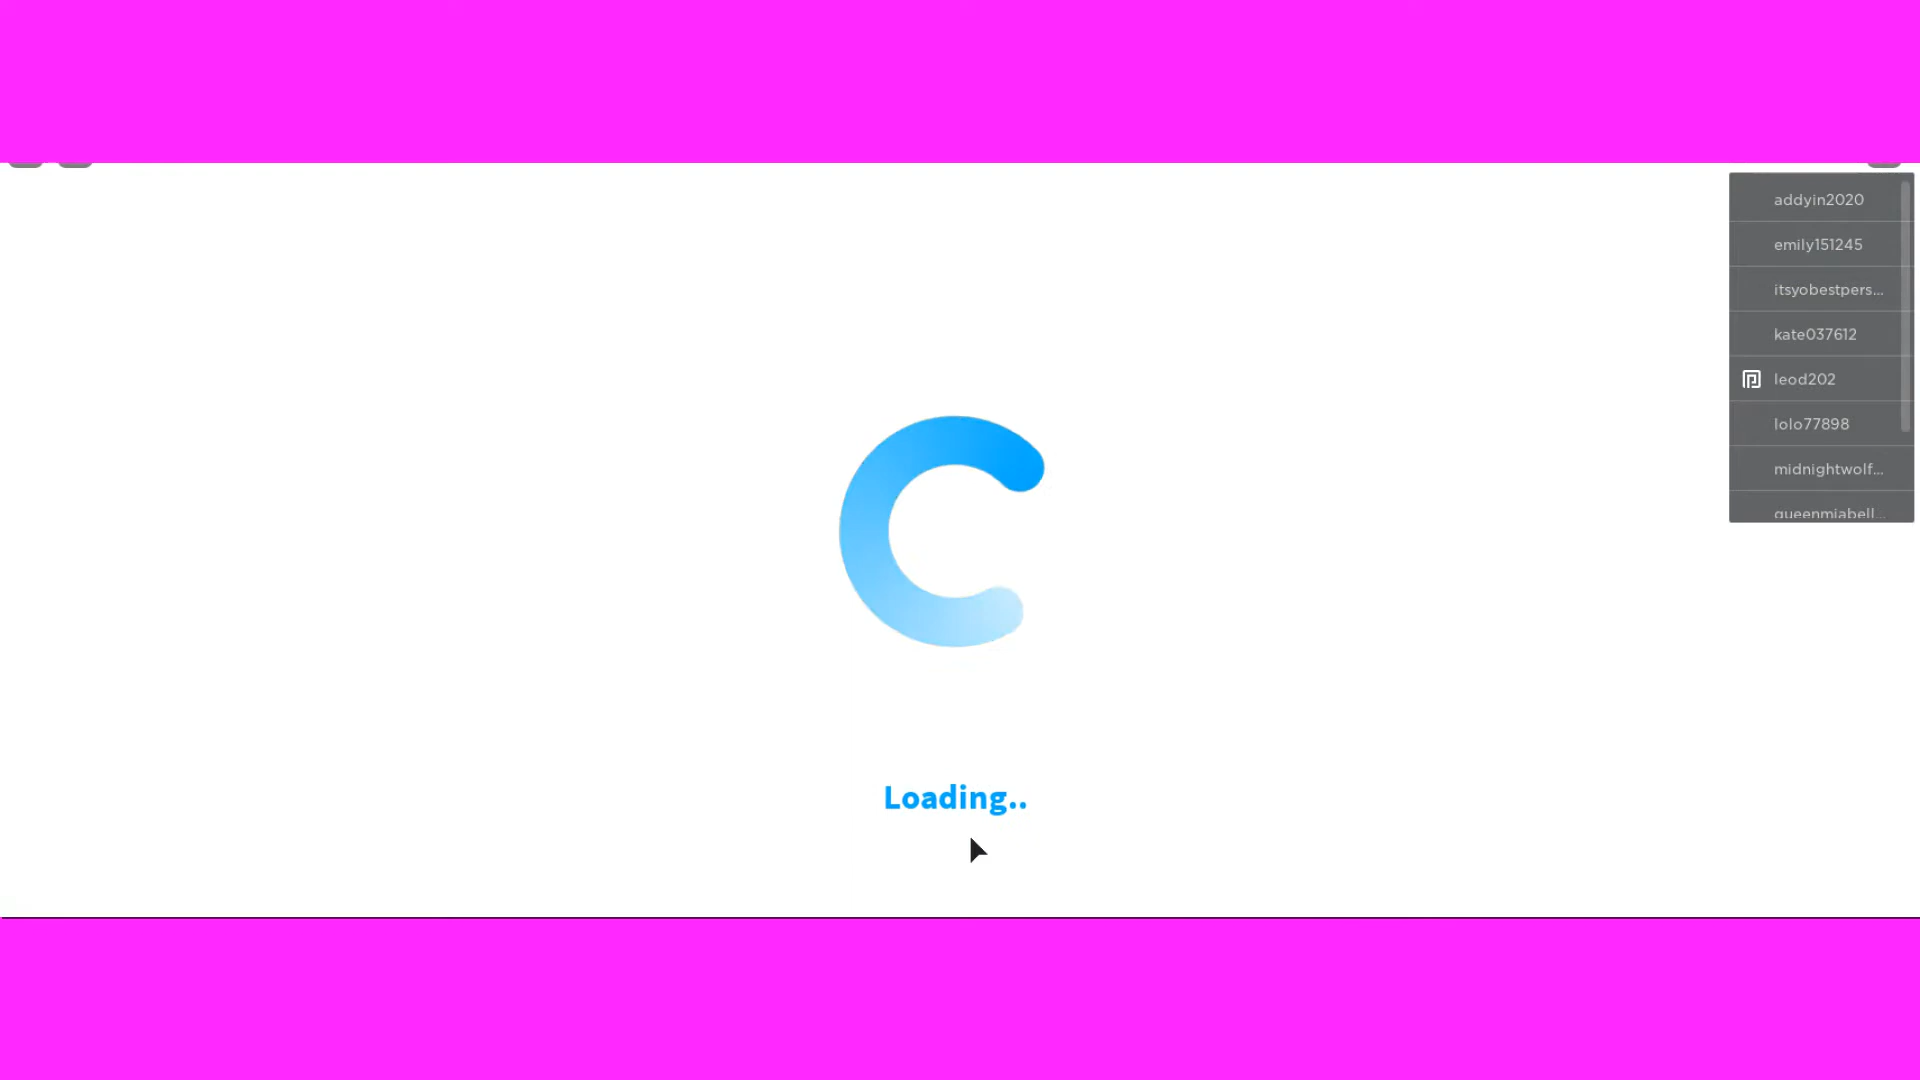 addyin2020
emily151245
itsyobestpers...
kate037612
leod202
lolo77898
midnightwolf...
queenmiabell...
Loading..